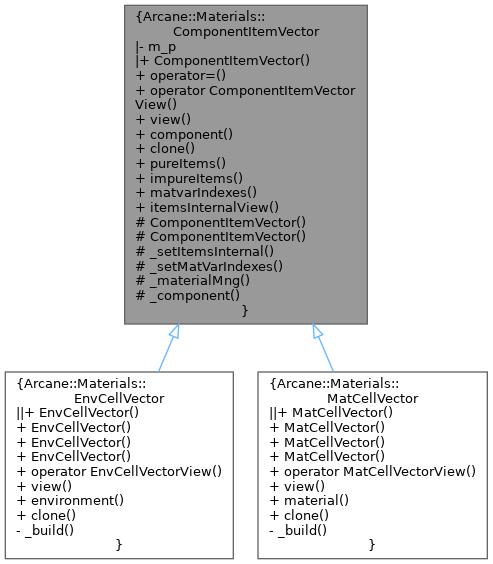 {Arcane::Materials::
ComponentItemVector
|- m_p
|+ ComponentItemVector()
+ operator=()
+ operator ComponentItemVector
View()
+ view()
+ component()
+ clone()
+ pureItems()
+ impureItems()
+ matvarIndexes()
+ itemsInternalView()
# ComponentItemVector()
# ComponentItemVector()
# _setItemsInternal()
# _setMatVarIndexes()
# _materialMng()
# _component()
}
{Arcane::Materials::
EnvCellVector
||+ EnvCellVector()
+ EnvCellVector()
+ EnvCellVector()
+ EnvCellVector()
+ operator EnvCellVectorView()
+ view()
+ environment()
+ clone()
- _build()
}
{Arcane::Materials::
MatCellVector
||+ MatCellVector()
+ MatCellVector()
+ MatCellVector()
+ MatCellVector()
+ operator MatCellVectorView()
+ view()
+ material()
+ clone()
- _build()
}